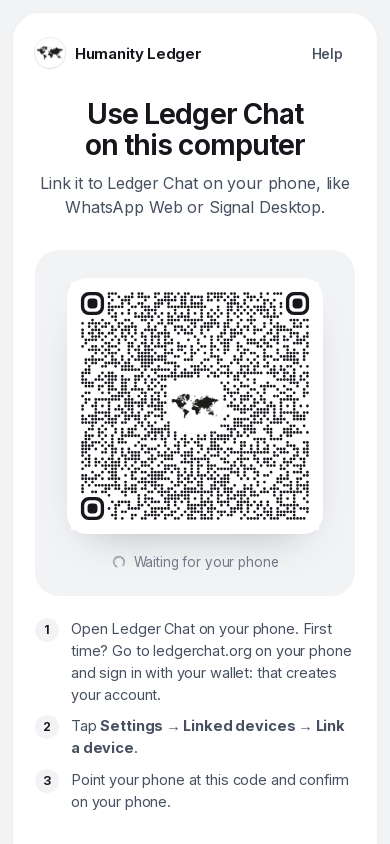 Humanity Ledger
Help
Use Ledger Chat
on this computer
Link it to Ledger Chat on your phone, like
WhatsApp Web or Signal Desktop.
Waiting for your phone
1 Open Ledger Chat on your phone. First
time? Go to ledgerchat.org on your phone
and sign in with your wallet: that creates
your account.
2 Tap Settings → Linked devices → Link
a device.
3 Point your phone at this code and confirm
on your phone.